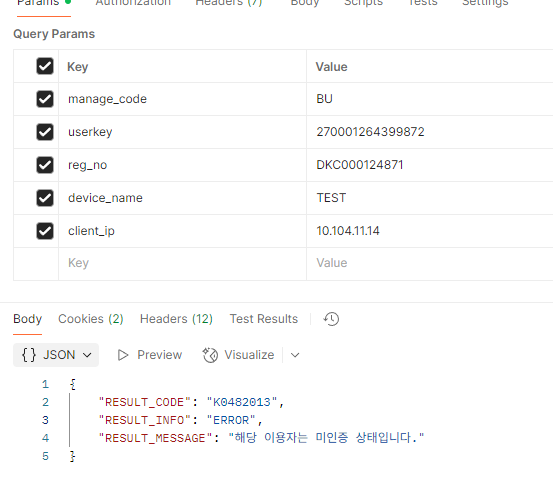 Params Authorization Headers (7) Body Scripts Tests Settings
Query Params
Key Value
manage_code BU
userkey 270001264399872
reg_no DKC000124871
device_name TEST
client_ip 10.104.11.14
Key Value
Body Cookies (2) Headers (12) Test Results
{} JSON Preview Visualize
1 {
2 "RESULT_CODE": "K0482013",
3 "RESULT_INFO": "ERROR",
4 "RESULT_MESSAGE": "해당 이용자는 미인증 상태입니다."
5 }